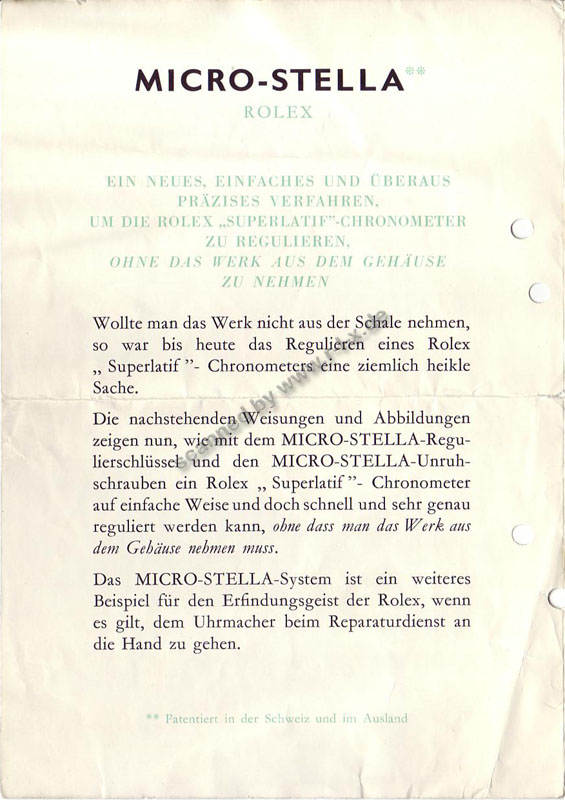 MICRO-STELLA**
ROLEX
EIN NEUES, EINFACHES UND ÜBERAUS
PRÄZISES VERFAHREN,
UM DIE ROLEX „SUPERLATIF"-CHRONOMETER
ZU REGULIEREN,
OHNE DAS WERK AUS DEM GEHÄUSE
ZU NEHMEN
Wollte man das Werk nicht aus der Schale nehmen,
so war bis heute das Regulieren eines Rolex
„ Superlatif "- Chronometers eine ziemlich heikle
Sache.
Die nachstehenden Weisungen und Abbildungen
zeigen nun, wie mit dem MICRO-STELLA-Regu-
lierschlüssel und den MICRO-STELLA-Unruh-
schrauben ein Rolex „ Superlatif "- Chronometer
auf einfache Weise und doch schnell und sehr genau
reguliert werden kann, ohne dass man das Werk aus
dem Gehäuse nehmen muss.
Das MICRO-STELLA-System ist ein weiteres
Beispiel für den Erfindungsgeist der Rolex, wenn
es gilt, dem Uhrmacher beim Reparaturdienst an
die Hand zu gehen.
** Patentiert in der Schweiz und im Ausland